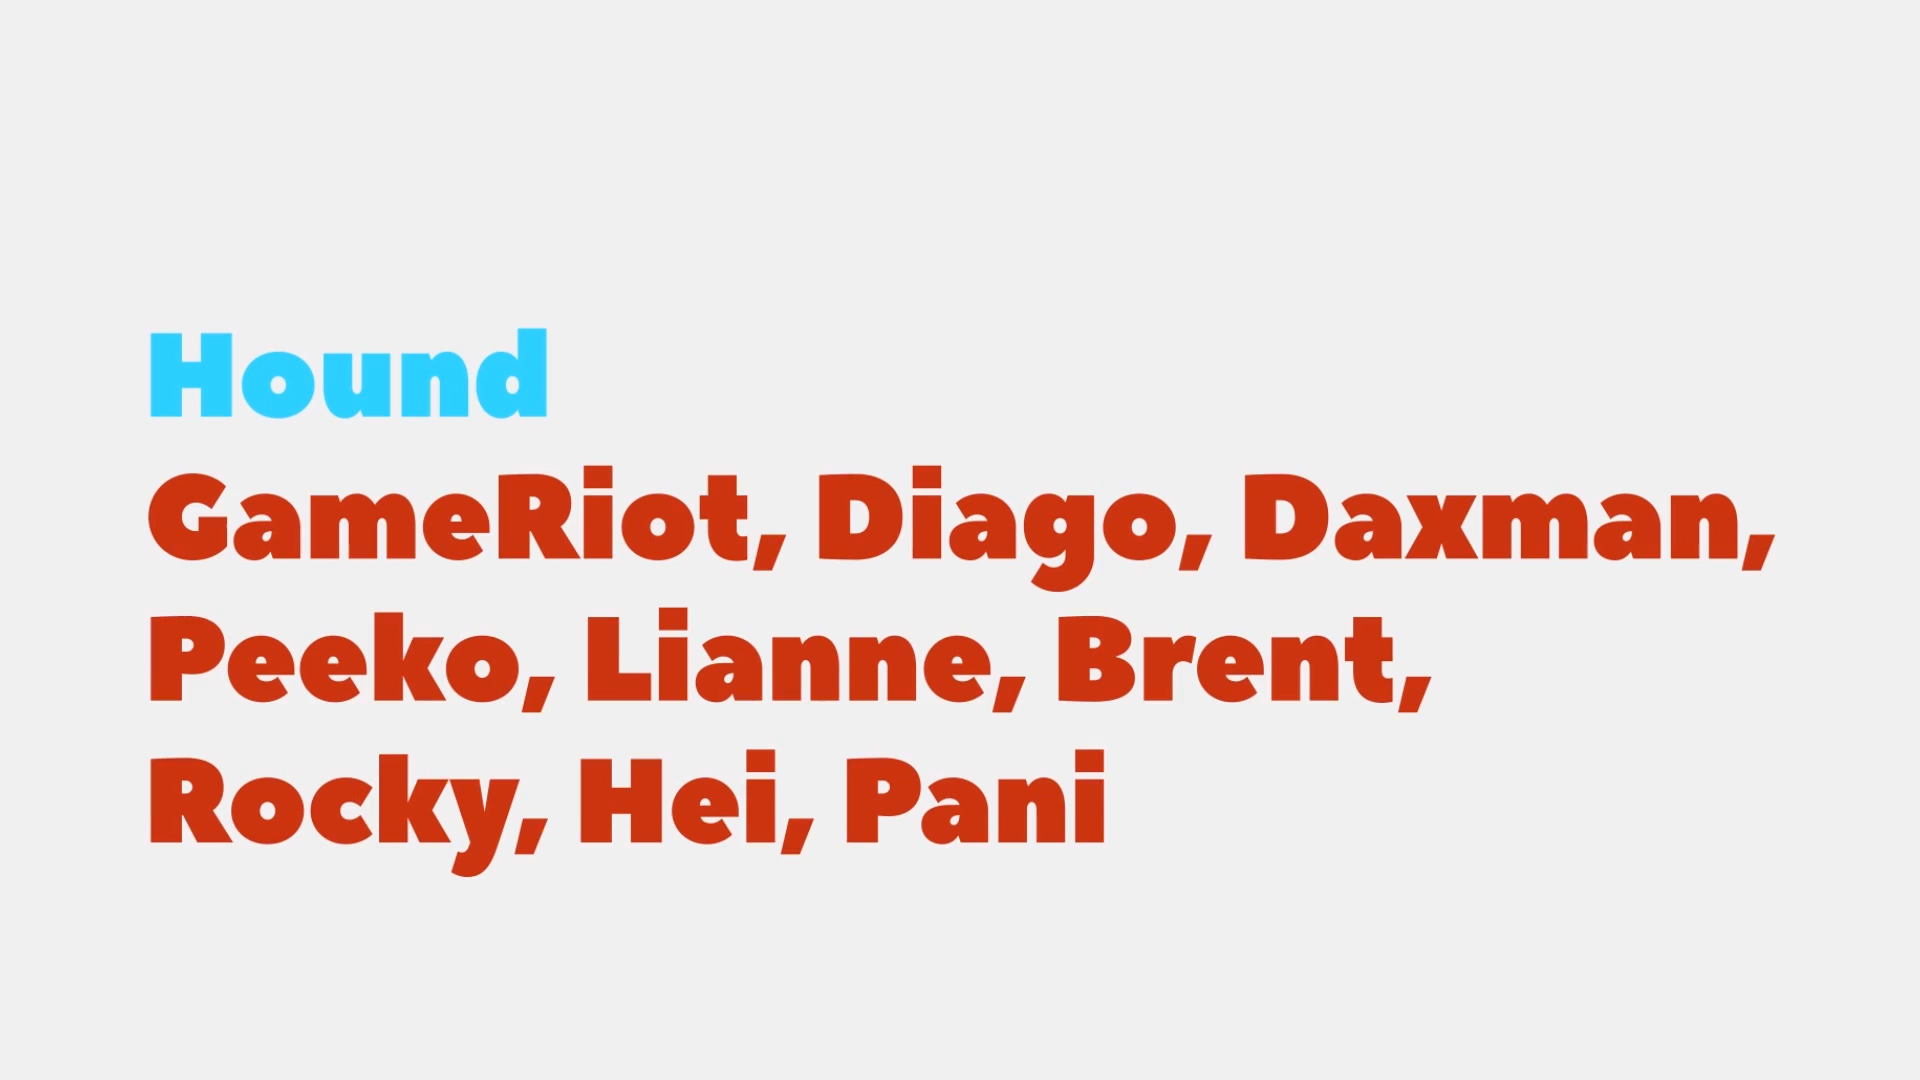 Hound
GameRiot, Diago, Daxman,
Peeko, Lianne, Brent,
Rocky, Hei, Pani